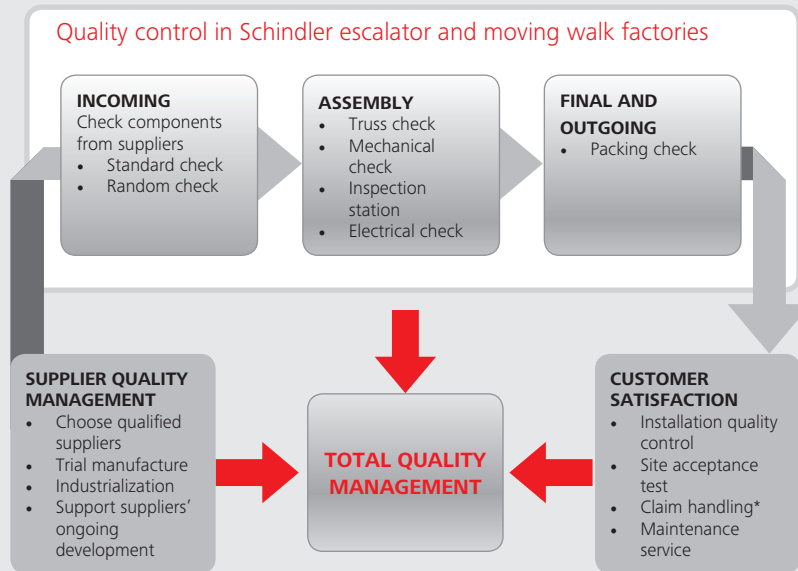 Quality control in Schindler escalator and moving walk factories
INCOMING
Check components
from suppliers
• Standard check
• Random check
ASSEMBLY
• Truss check
• Mechanical
check
• Inspection
station
• Electrical check
FINAL AND
OUTGOING
• Packing check
SUPPLIER QUALITY
MANAGEMENT
• Choose qualified
suppliers
• Trial manufacture
• Industrialization
• Support suppliers’
ongoing
development
TOTAL QUALITY
MANAGEMENT
CUSTOMER
SATISFACTION
• Installation quality
control
• Site acceptance
test
• Claim handling*
• Maintenance
service